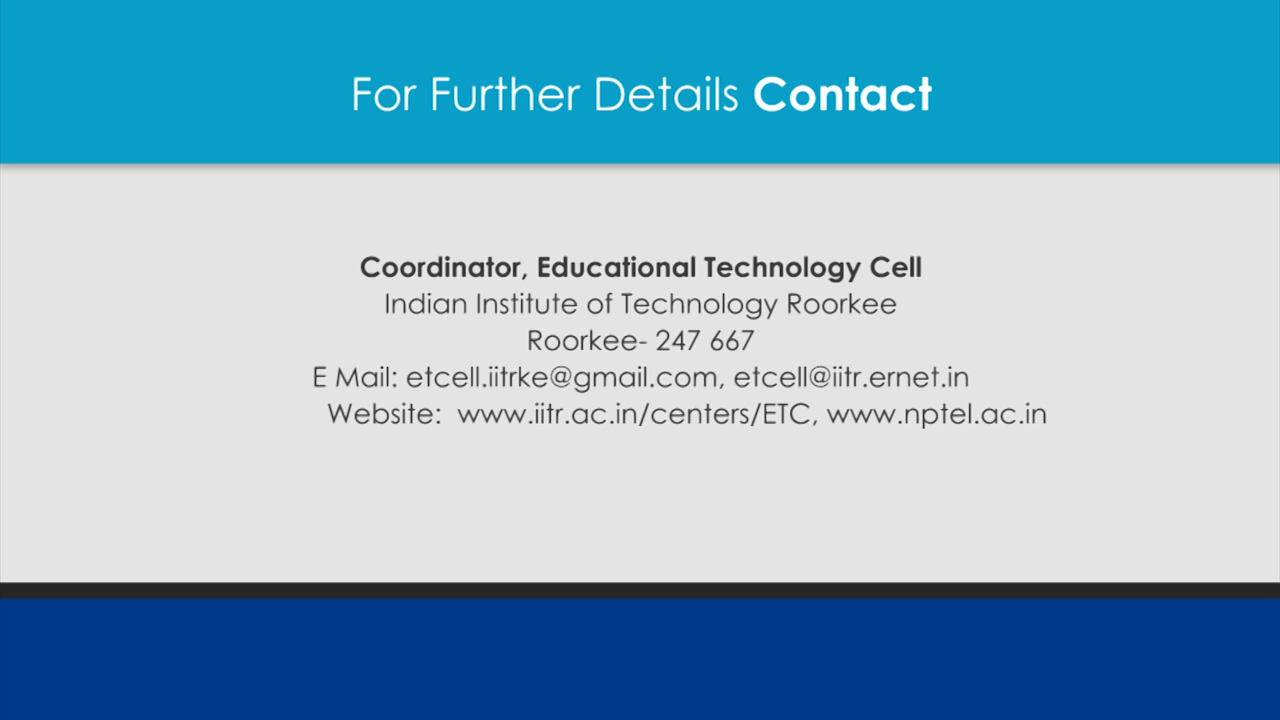 For Further Details Contact
Coordinator, Educational Technology Cell
Indian Institute of Technology Roorkee
Roorkee- 247 667
E Mail: etcell.iitrke@gmail.com, etcell@iitr.ernet.in
Website: www.iitr.ac.in/centers/ETC, www.nptel.ac.in